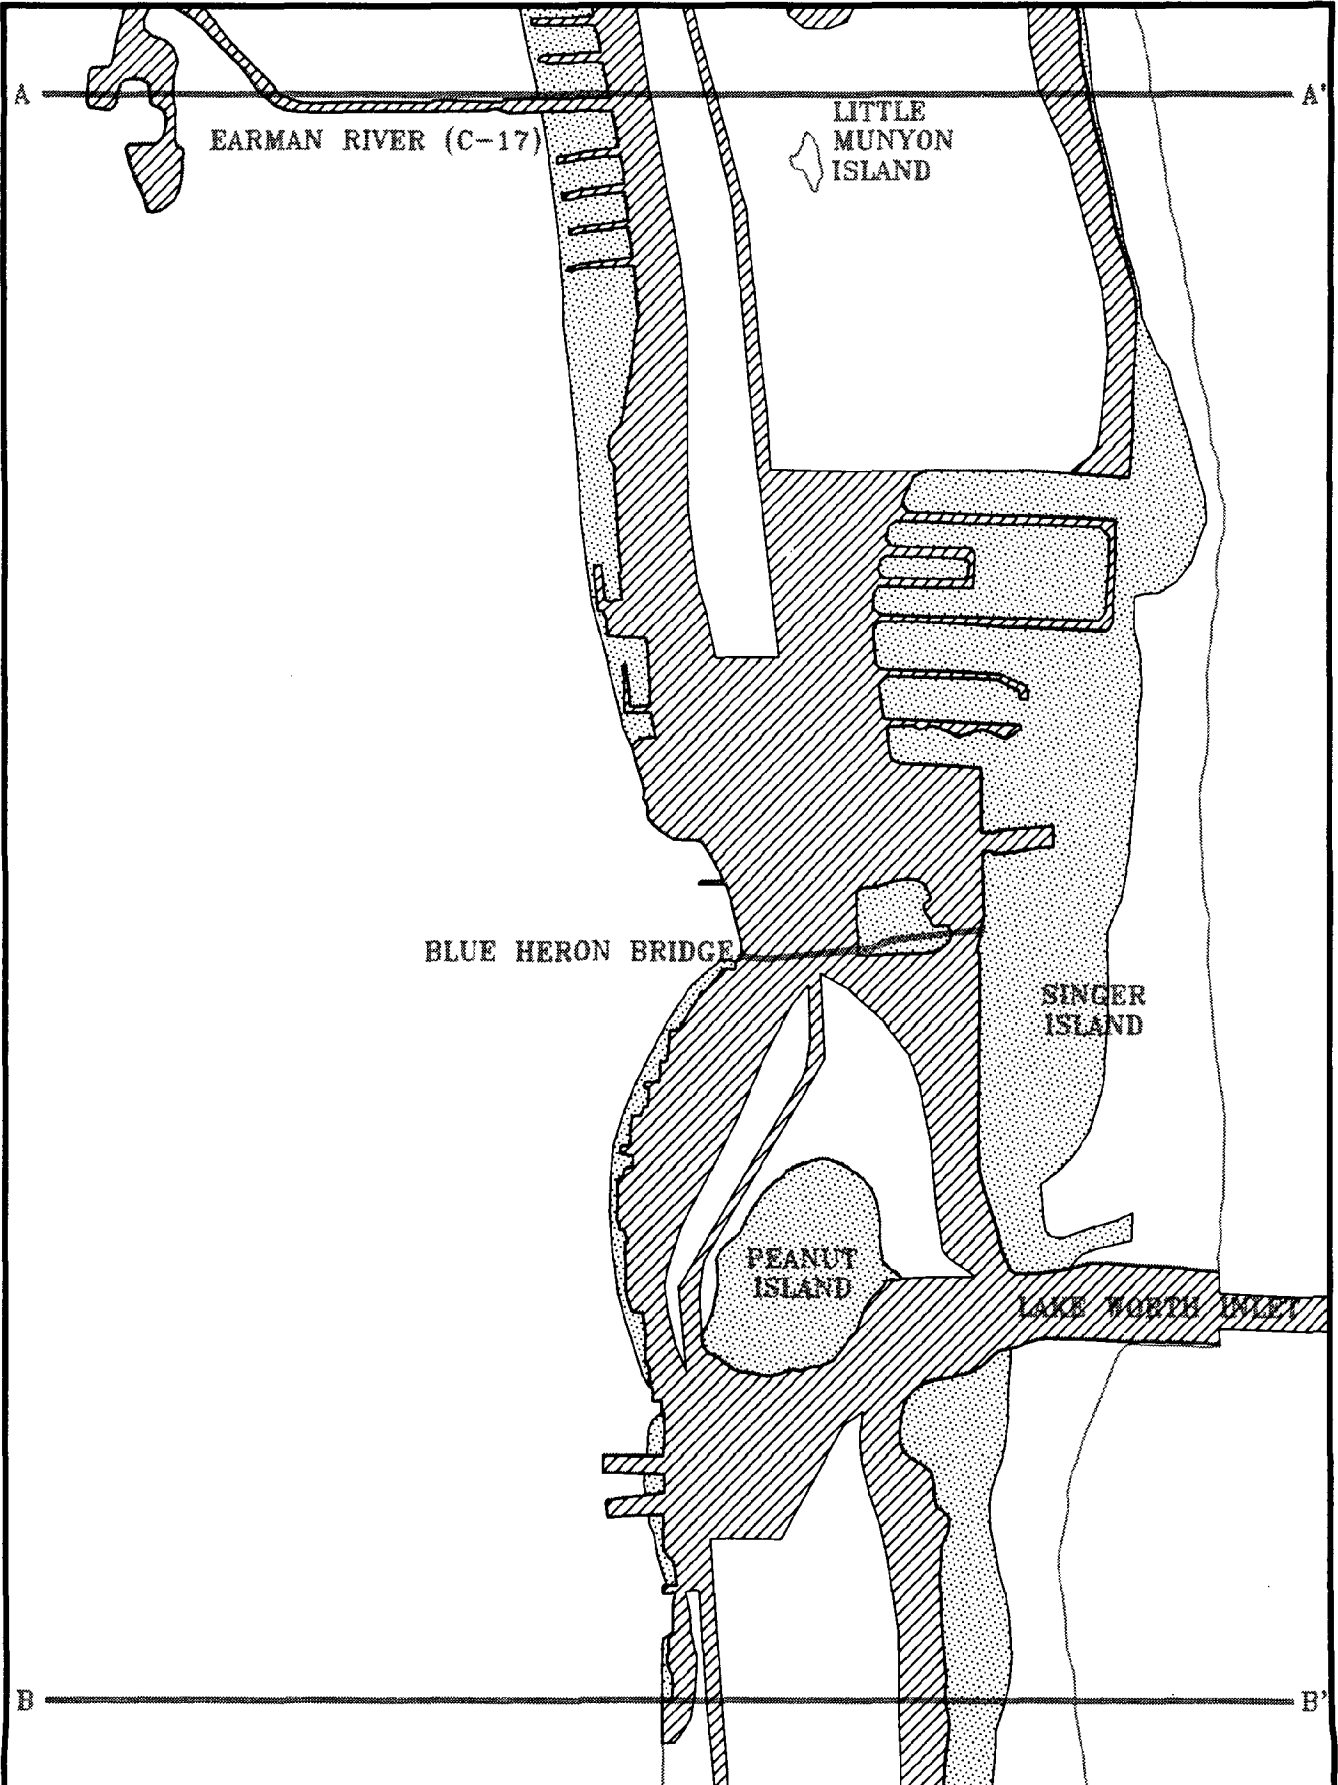 A A'
EARMAN RIVER (C-17)
LITTLE
MUNYON
ISLAND
BLUE HERON BRIDGE
SINGER
ISLAND
PEANUT
ISLAND
LAKE WORTH INLET
B B'